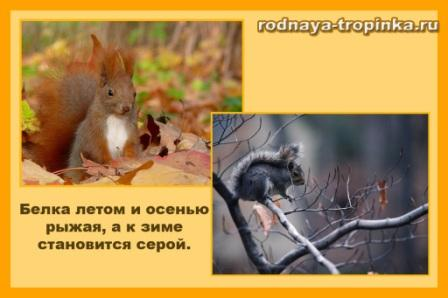 rodnaya-tropinka.ru
Белка летом и осенью
рыжая, а к зиме
становится серой.